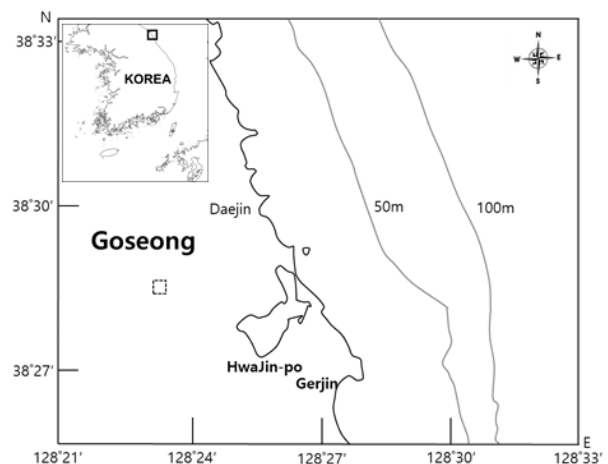 N
38°33'
KOREA
N
W E
S
38°30'
Daejin
50m
100m
Goseong
38°27'
HwaJin-po
Gerjin
E
128°21'
128°24'
128°27'
128°30'
128°33'